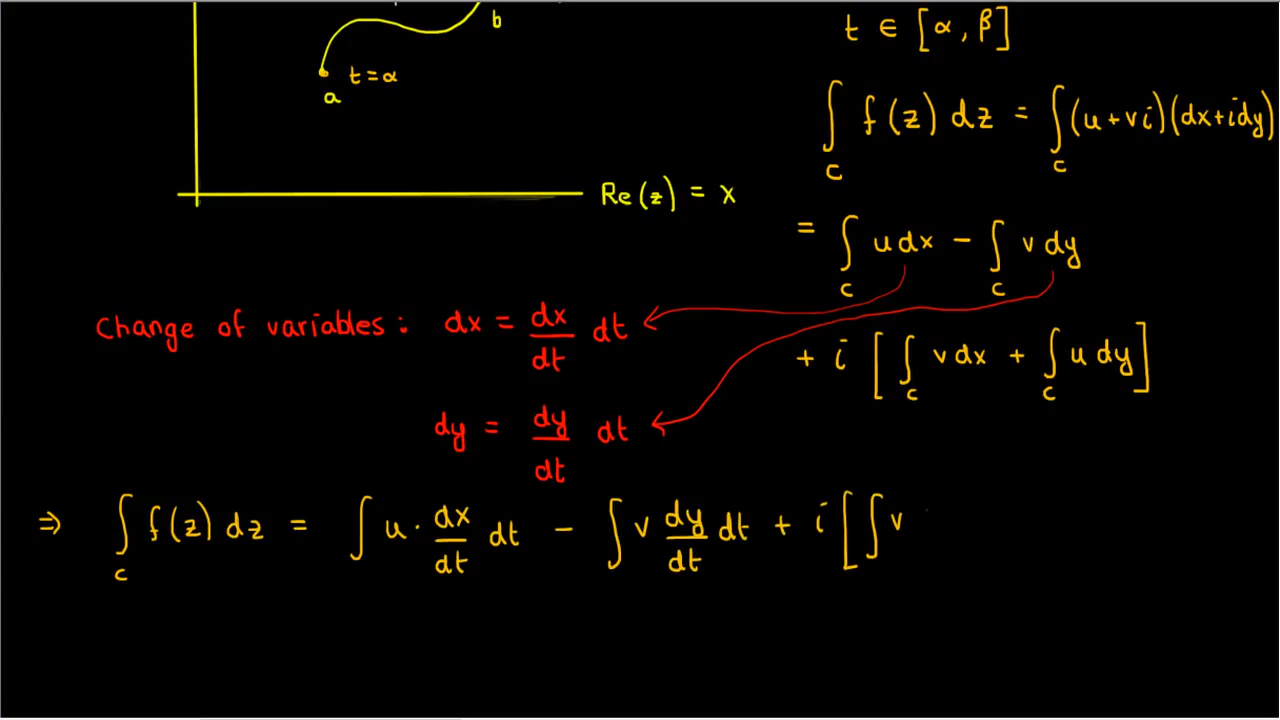 b
t = α
a
Re(z) = x
t ∈ [α, β]
∫_C f(z) dz = ∫_C (u + vi)(dx + idy)
= ∫_C u dx − ∫_C v dy
+ i [ ∫_C v dx + ∫_C u dy ]
Change of variables: dx = dx/dt dt
dy = dy/dt dt
⇒ ∫_C f(z) dz = ∫ u · dx/dt dt − ∫ v dy/dt dt + i [ ∫ v